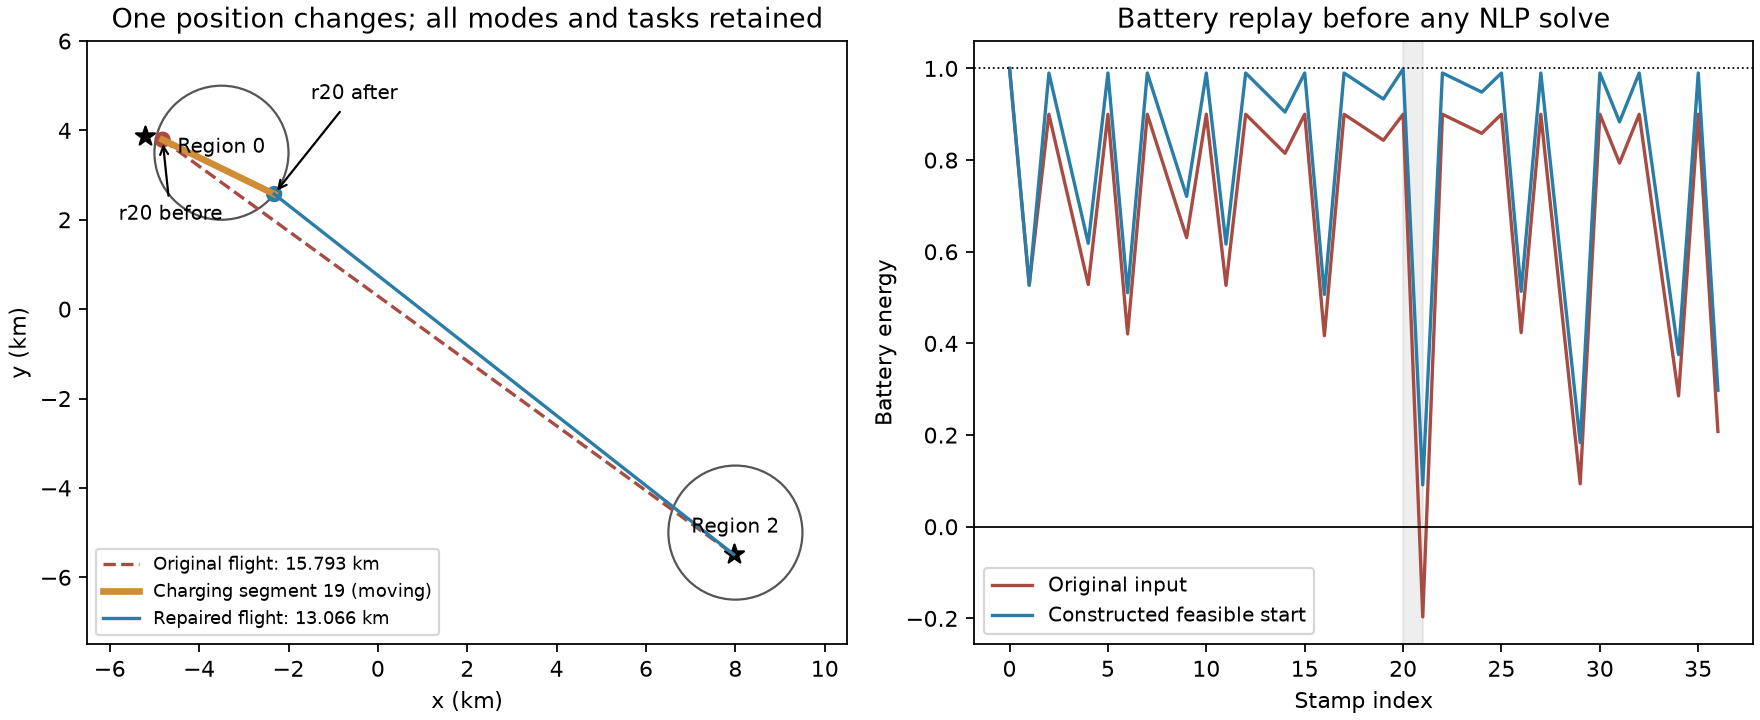 One position changes; all modes and tasks retained
6
4
2
0
−2
−4
−6
y (km)
r20 after
Region 0
r20 before
Region 2
Original flight: 15.793 km
Charging segment 19 (moving)
Repaired flight: 13.066 km
−6
−4
−2
0
2
4
6
8
10
x (km)
Battery replay before any NLP solve
1.0
0.8
0.6
0.4
0.2
0.0
−0.2
Battery energy
Original input
Constructed feasible start
0
5
10
15
20
25
30
35
Stamp index